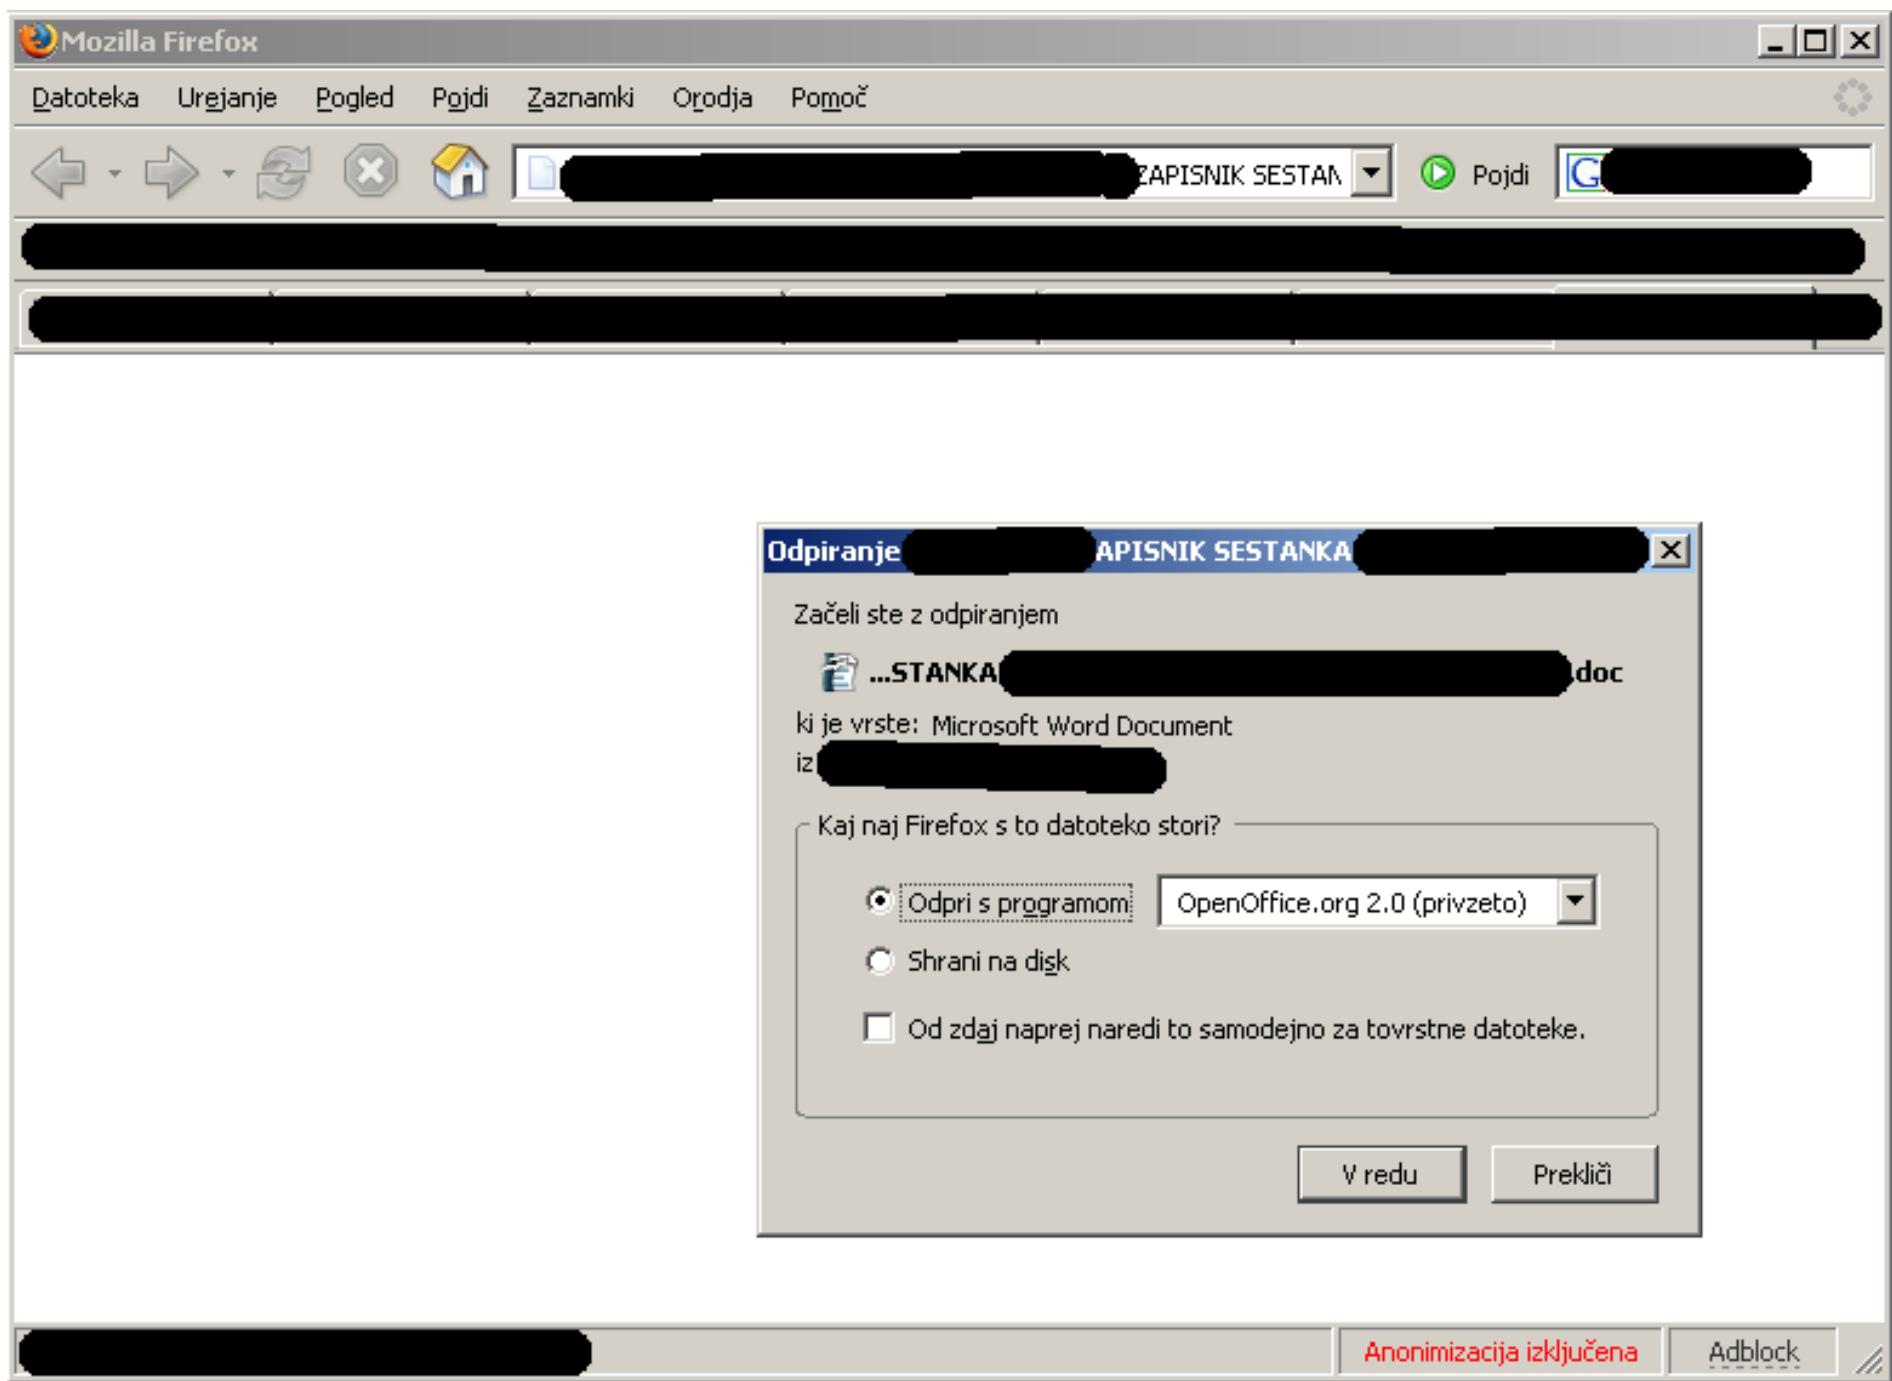 Mozilla Firefox
Datoteka Urejanje Pogled Pojdi Zaznamki Orodja Pomoč
ZAPISNIK SESTAN Pojdi G
Odpiranje APISNIK SESTANKA
Začeli ste z odpiranjem
...STANKA .doc
ki je vrste: Microsoft Word Document
iz
Kaj naj Firefox s to datoteko stori?
Odpri s programom OpenOffice.org 2.0 (privzeto)
Shrani na disk
Od zdaj naprej naredi to samodejno za tovrstne datoteke.
V redu Prekliči
Anonimizacija izključena Adblock